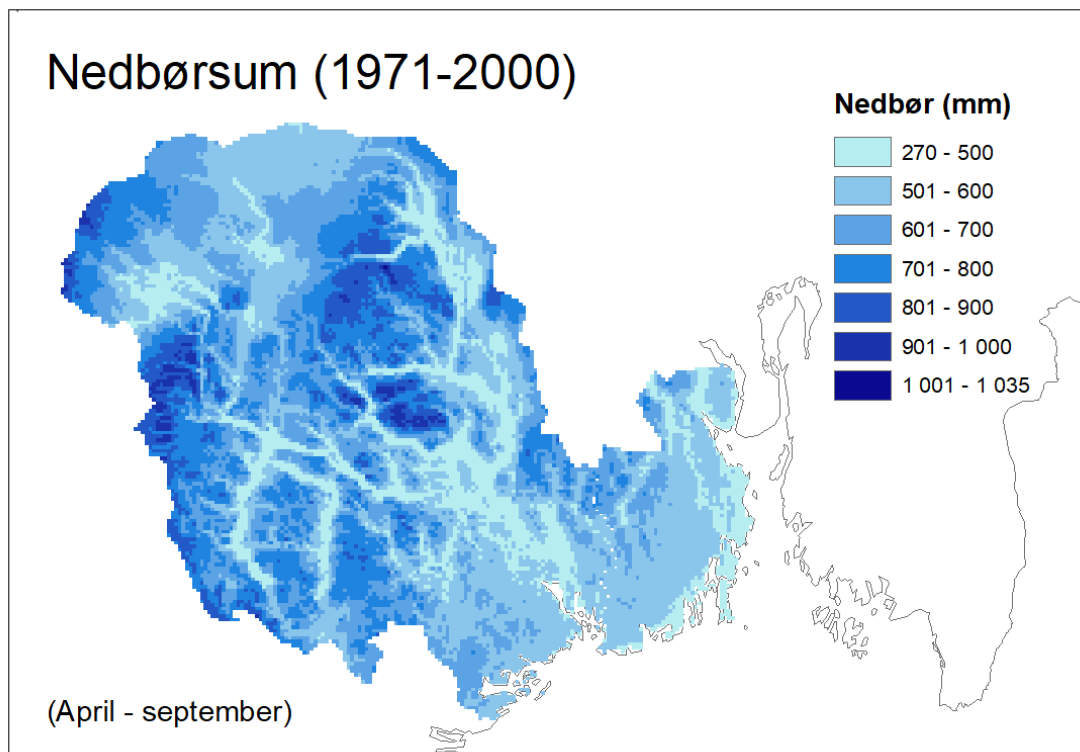 Nedbørsum (1971-2000)
Nedbør (mm)
270 - 500
501 - 600
601 - 700
701 - 800
801 - 900
901 - 1 000
1 001 - 1 035
(April - september)